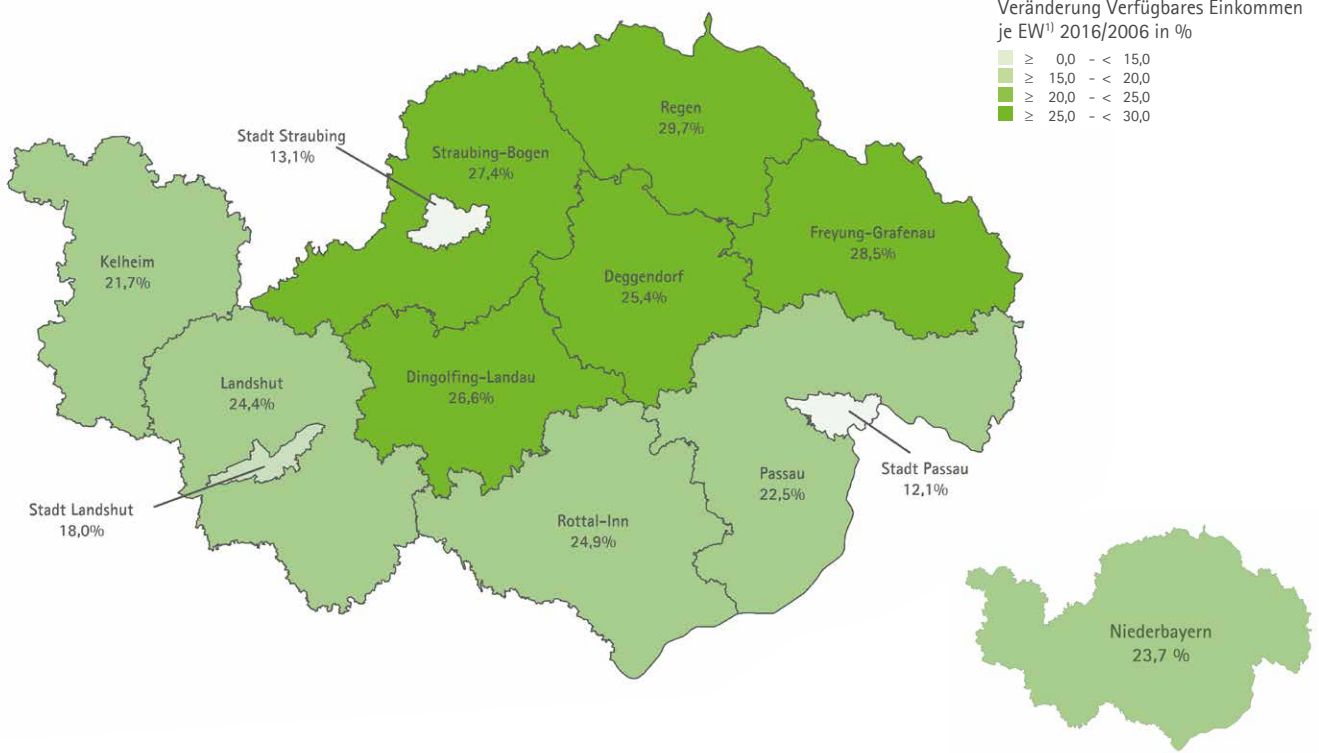 Veränderung Verfügbares Einkommen
je EW¹⁾ 2016/2006 in %
≥ 0,0 - < 15,0
≥ 15,0 - < 20,0
≥ 20,0 - < 25,0
≥ 25,0 - < 30,0
Regen
29,7%
Stadt Straubing
13,1%
Straubing-Bogen
27,4%
Freyung-Grafenau
28,5%
Kelheim
21,7%
Deggendorf
25,4%
Landshut
24,4%
Dingolfing-Landau
26,6%
Passau
22,5%
Stadt Passau
12,1%
Stadt Landshut
18,0%
Rottal-Inn
24,9%
Niederbayern
23,7 %